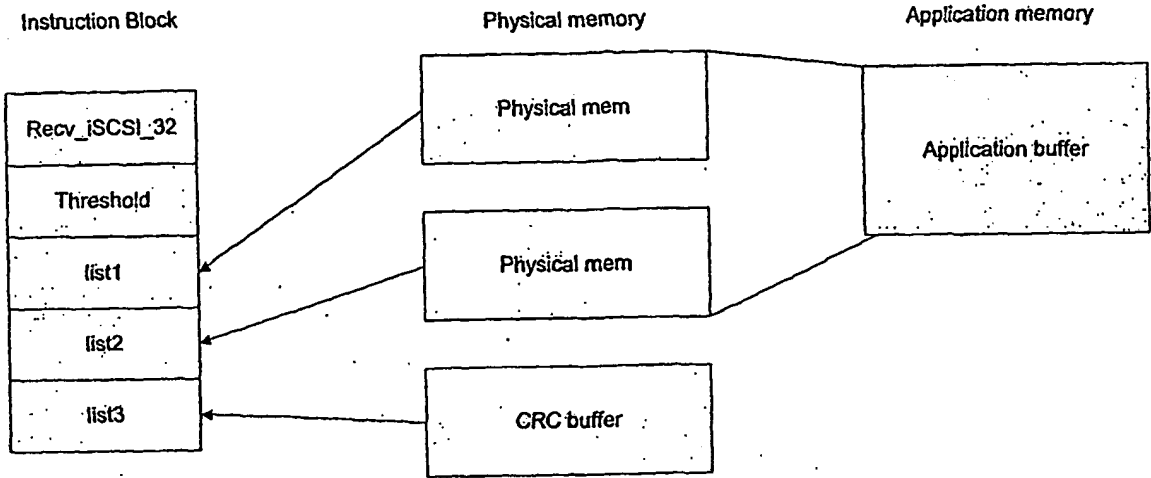 Instruction Block
Physical memory
Application memory
Recv_iSCSI_32
Threshold
list1
list2
list3
Physical mem
Physical mem
CRC buffer
Application buffer